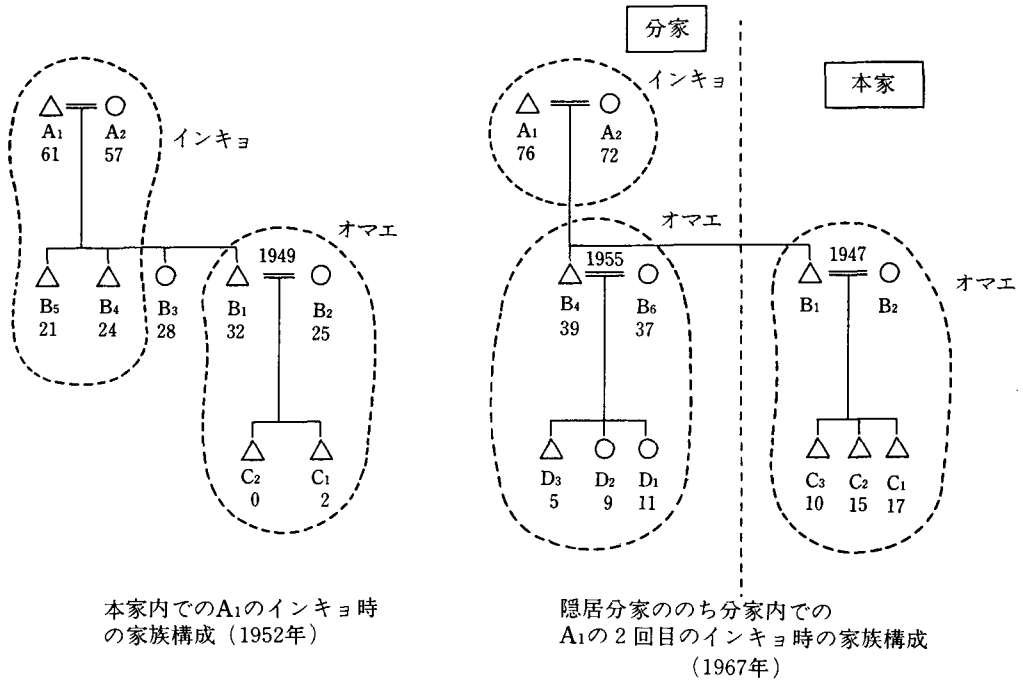 A₁
61
A₂
57
インキョ
オマエ
B₅
21
B₄
24
B₃
28
B₁
32
1949
B₂
25
C₂
0
C₁
2
本家内でのA₁のインキョ時
の家族構成(1952年)
分家
本家
インキョ
A₁
76
A₂
72
オマエ
B₄
39
1955
B₆
37
B₁
1947
B₂
オマエ
D₃
5
D₂
9
D₁
11
C₃
10
C₂
15
C₁
17
隠居分家ののち分家内での
A₁の2回目のインキョ時の家族構成
(1967年)